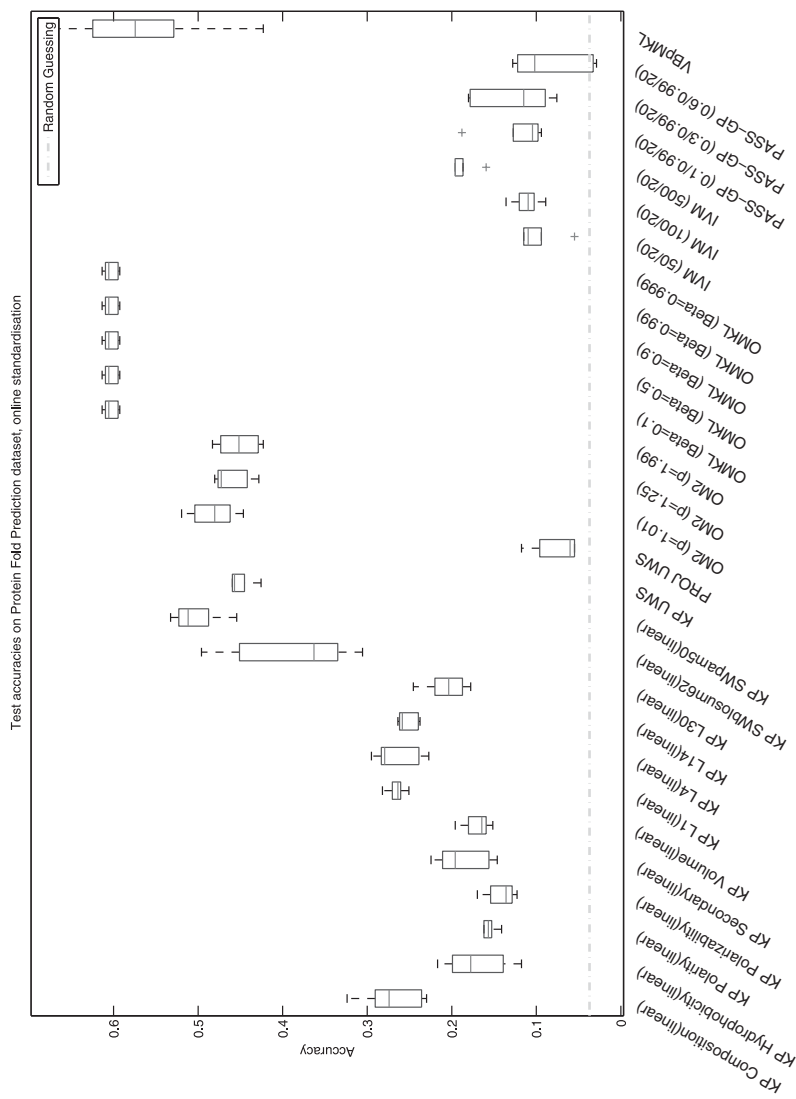 Test accuracies on Protein Fold Prediction dataset, online standardisation
Random Guessing
Accuracy
0.6
0.5
0.4
0.3
0.2
0.1
0
KP Composition(linear)
KP Hydrophobicity(linear)
KP Polarity(linear)
KP Polarizability(linear)
KP Secondary(linear)
KP Volume(linear)
KP L1(linear)
KP L4(linear)
KP L14(linear)
KP L30(linear)
KP SWblosum62(linear)
KP SWpam50(linear)
KP UWS
PROJ UWS
OM2 (p=1.01)
OM2 (p=1.25)
OM2 (p=1.99)
OMKL (Beta=0.1)
OMKL (Beta=0.5)
OMKL (Beta=0.9)
OMKL (Beta=0.99)
OMKL (Beta=0.999)
IVM (50/20)
IVM (100/20)
IVM (500/20)
PASS-GP (0.1/0.99/20)
PASS-GP (0.3/0.99/20)
PASS-GP (0.6/0.99/20)
VBpMKL